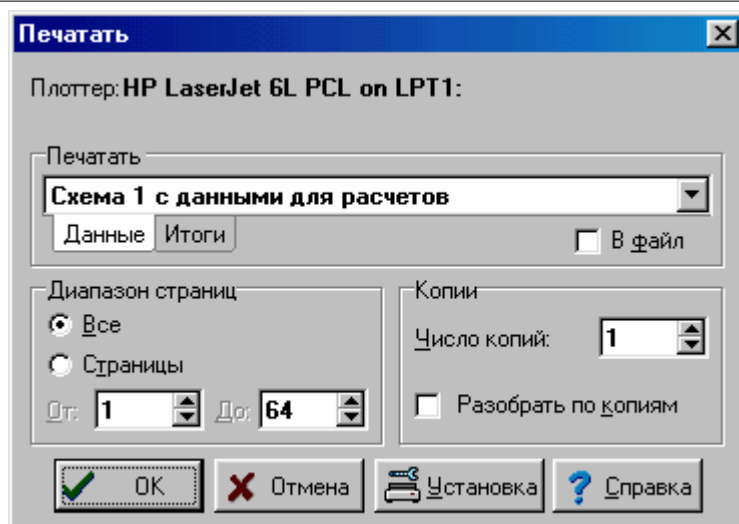 Печатать
Плоттер: HP LaserJet 6L PCL on LPT1:
Печатать
Схема 1 с данными для расчетов
Данные Итоги
В файл
Диапазон страниц
Все
Страницы
От: 1 До: 64
Копии
Число копий: 1
Разобрать по копиям
OK Отмена Установка Справка